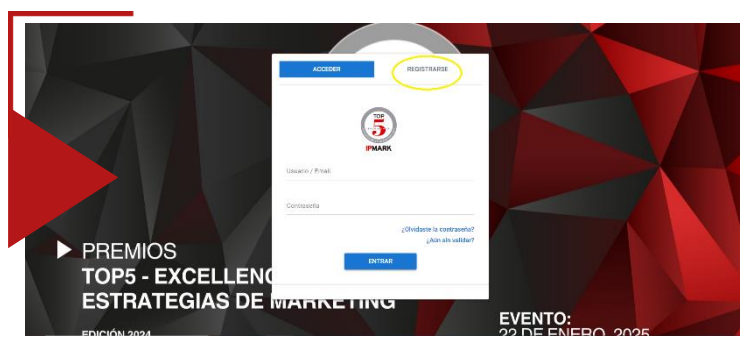 ACCEDER
REGISTRARSE
TOP
5
IPMARK
Usuario / Email
Contraseña
¿Olvidaste la contraseña?
¿Aún sin validar?
ENTRAR
PREMIOS
TOP5 - EXCELLENC
ESTRATEGIAS DE MARKETING
EDICIÓN 2024
EVENTO:
22 DE ENERO, 2025